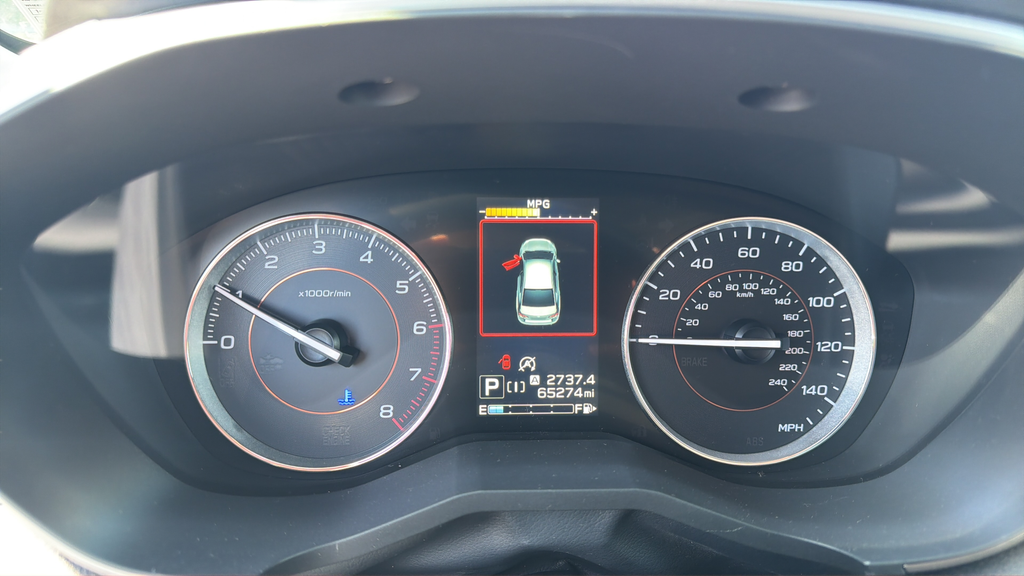 MPG
- +
0 1 2 3 4 5 6 7 8
x1000r/min
P
A 2737.4
65274mi
E F
0 20 40 60 80 100 120 140
MPH
40 60 80 100 120 140 160 180 200 220 240
km/h
BRAKE
ABS